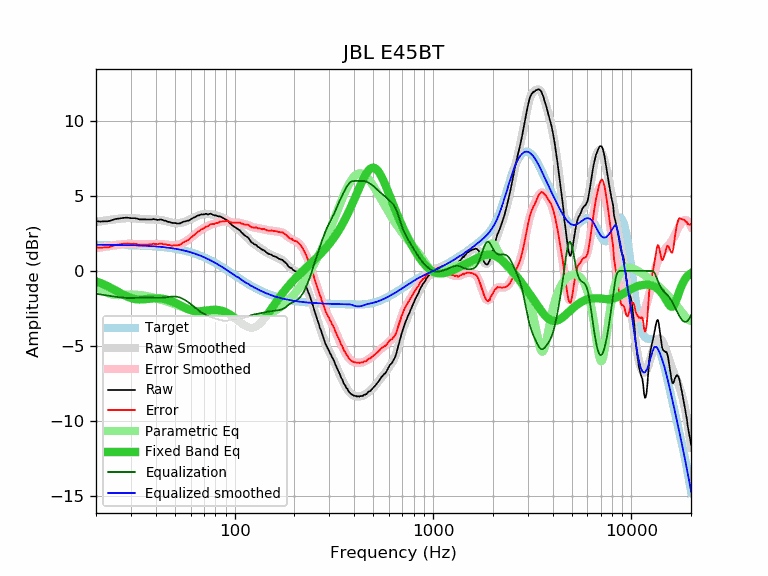 JBL E45BT
Amplitude (dBr)
10
5
0
−5
−10
−15
Target
Raw Smoothed
Error Smoothed
Raw
Error
Parametric Eq
Fixed Band Eq
Equalization
Equalized smoothed
100
1000
10000
Frequency (Hz)